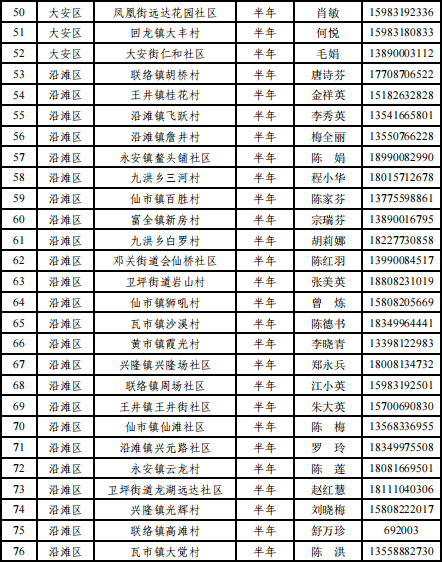 50 大安区 凤凰街远达花园社区 半年 肖敏 15983192336
51 大安区 回龙镇大丰村 半年 何悦 15983180833
52 大安区 大安街仁和社区 半年 毛娟 13890003112
53 沿滩区 联络镇胡桥村 半年 唐诗芬 17708706522
54 沿滩区 王井镇桂花村 半年 金祥英 15182632828
55 沿滩区 沿滩镇飞跃村 半年 李秀英 13541665801
56 沿滩区 沿滩镇詹井村 半年 梅全丽 13550766228
57 沿滩区 永安镇鳌头铺社区 半年 陈 娟 18990082990
58 沿滩区 九洪乡三河村 半年 程小华 18015712678
59 沿滩区 仙市镇百胜村 半年 陈家芬 13775598861
60 沿滩区 富全镇新房村 半年 宗瑞芬 13890016795
61 沿滩区 九洪乡白罗村 半年 胡莉娜 18227730858
62 沿滩区 邓关街道会仙桥社区 半年 陈红羽 13990084517
63 沿滩区 卫坪街道岩山村 半年 张美英 18808231019
64 沿滩区 仙市镇狮吼村 半年 曾 炼 15808205669
65 沿滩区 瓦市镇沙溪村 半年 陈德书 18349964441
66 沿滩区 黄市镇霞光村 半年 李晓青 13398122983
67 沿滩区 兴隆镇兴隆场社区 半年 郑永兵 18008134732
68 沿滩区 联络镇周场社区 半年 江小英 15983192501
69 沿滩区 王井镇王井街社区 半年 朱大英 15700690830
70 沿滩区 仙市镇仙滩社区 半年 陈 梅 13568336955
71 沿滩区 沿滩镇兴元路社区 半年 罗 玲 18349975508
72 沿滩区 永安镇云龙村 半年 陈 莲 18081669501
73 沿滩区 卫坪街道龙湖远达社区 半年 赵红慧 18111040306
74 沿滩区 兴隆镇光辉村 半年 刘晓梅 15808222017
75 沿滩区 联络镇高滩村 半年 舒万珍 692003
76 沿滩区 瓦市镇大觉村 半年 陈 洪 13558882730